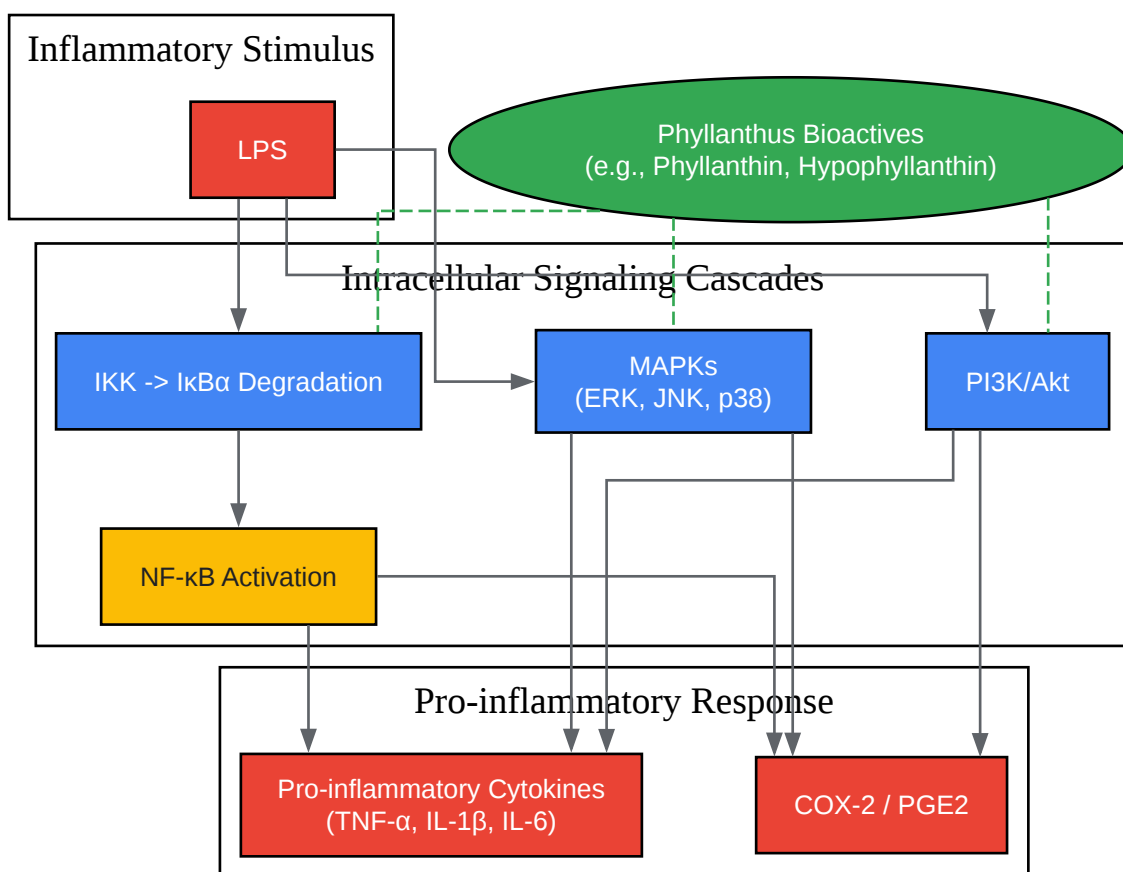 Inflammatory Stimulus
LPS
Phyllanthus Bioactives
(e.g., Phyllanthin, Hypophyllanthin)
Intracellular Signaling Cascades
IKK -> IκBα Degradation
MAPKs
(ERK, JNK, p38)
PI3K/Akt
NF-κB Activation
Pro-inflammatory Response
Pro-inflammatory Cytokines
(TNF-α, IL-1β, IL-6)
COX-2 / PGE2